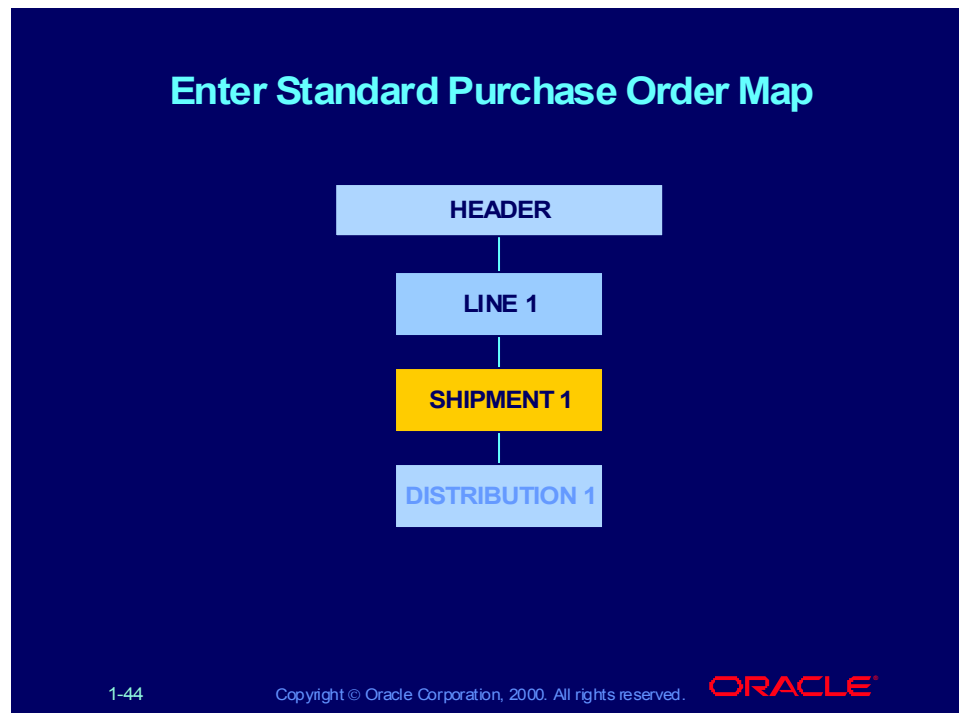 Enter Standard Purchase Order Map
HEADER
LINE 1
SHIPMENT 1
DISTRIBUTION 1
1-44
Copyright © Oracle Corporation, 2000. All rights reserved.
ORACLE®